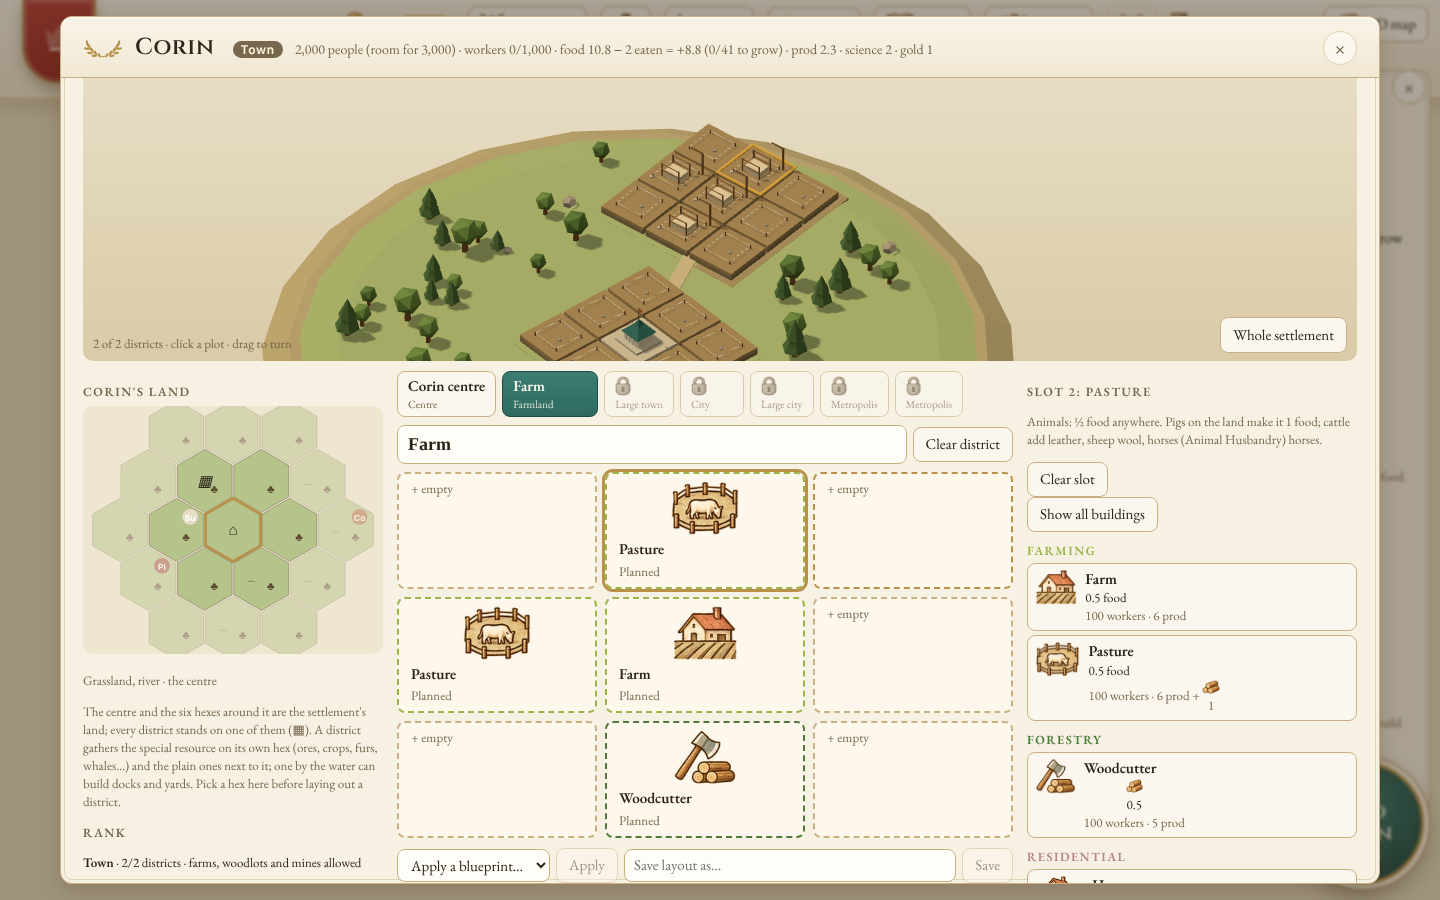 Corin
Town
2,000 people (room for 3,000) · workers 0/1,000 · food 10.8 − 2 eaten = +8.8 (0/41 to grow) · prod 2.3 · science 2 · gold 1
×
map
×
2 of 2 districts · click a plot · drag to turn
Whole settlement
CORIN'S LAND
Su
Co
Pi
Grassland, river · the centre
The centre and the six hexes around it are the settlement's
land; every district stands on one of them (▦). A district
gathers the special resource on its own hex (ores, crops, furs,
whales...) and the plain ones next to it; one by the water can
build docks and yards. Pick a hex here before laying out a
district.
RANK
Town · 2/2 districts · farms, woodlots and mines allowed
Corin centre
Centre
Farm
Farmland
Large town
City
Large city
Metropolis
Metropolis
Farm
Clear district
+ empty
Pasture
Planned
+ empty
Pasture
Planned
Farm
Planned
+ empty
+ empty
Woodcutter
Planned
+ empty
Apply a blueprint...
Apply
Save layout as...
Save
SLOT 2: PASTURE
Animals: ½ food anywhere. Pigs on the land make it 1 food; cattle
add leather, sheep wool, horses (Animal Husbandry) horses.
Clear slot
Show all buildings
FARMING
Farm
0.5 food
100 workers · 6 prod
Pasture
0.5 food
100 workers · 6 prod +
1
FORESTRY
Woodcutter
0.5
100 workers · 5 prod
RESIDENTIAL
food.